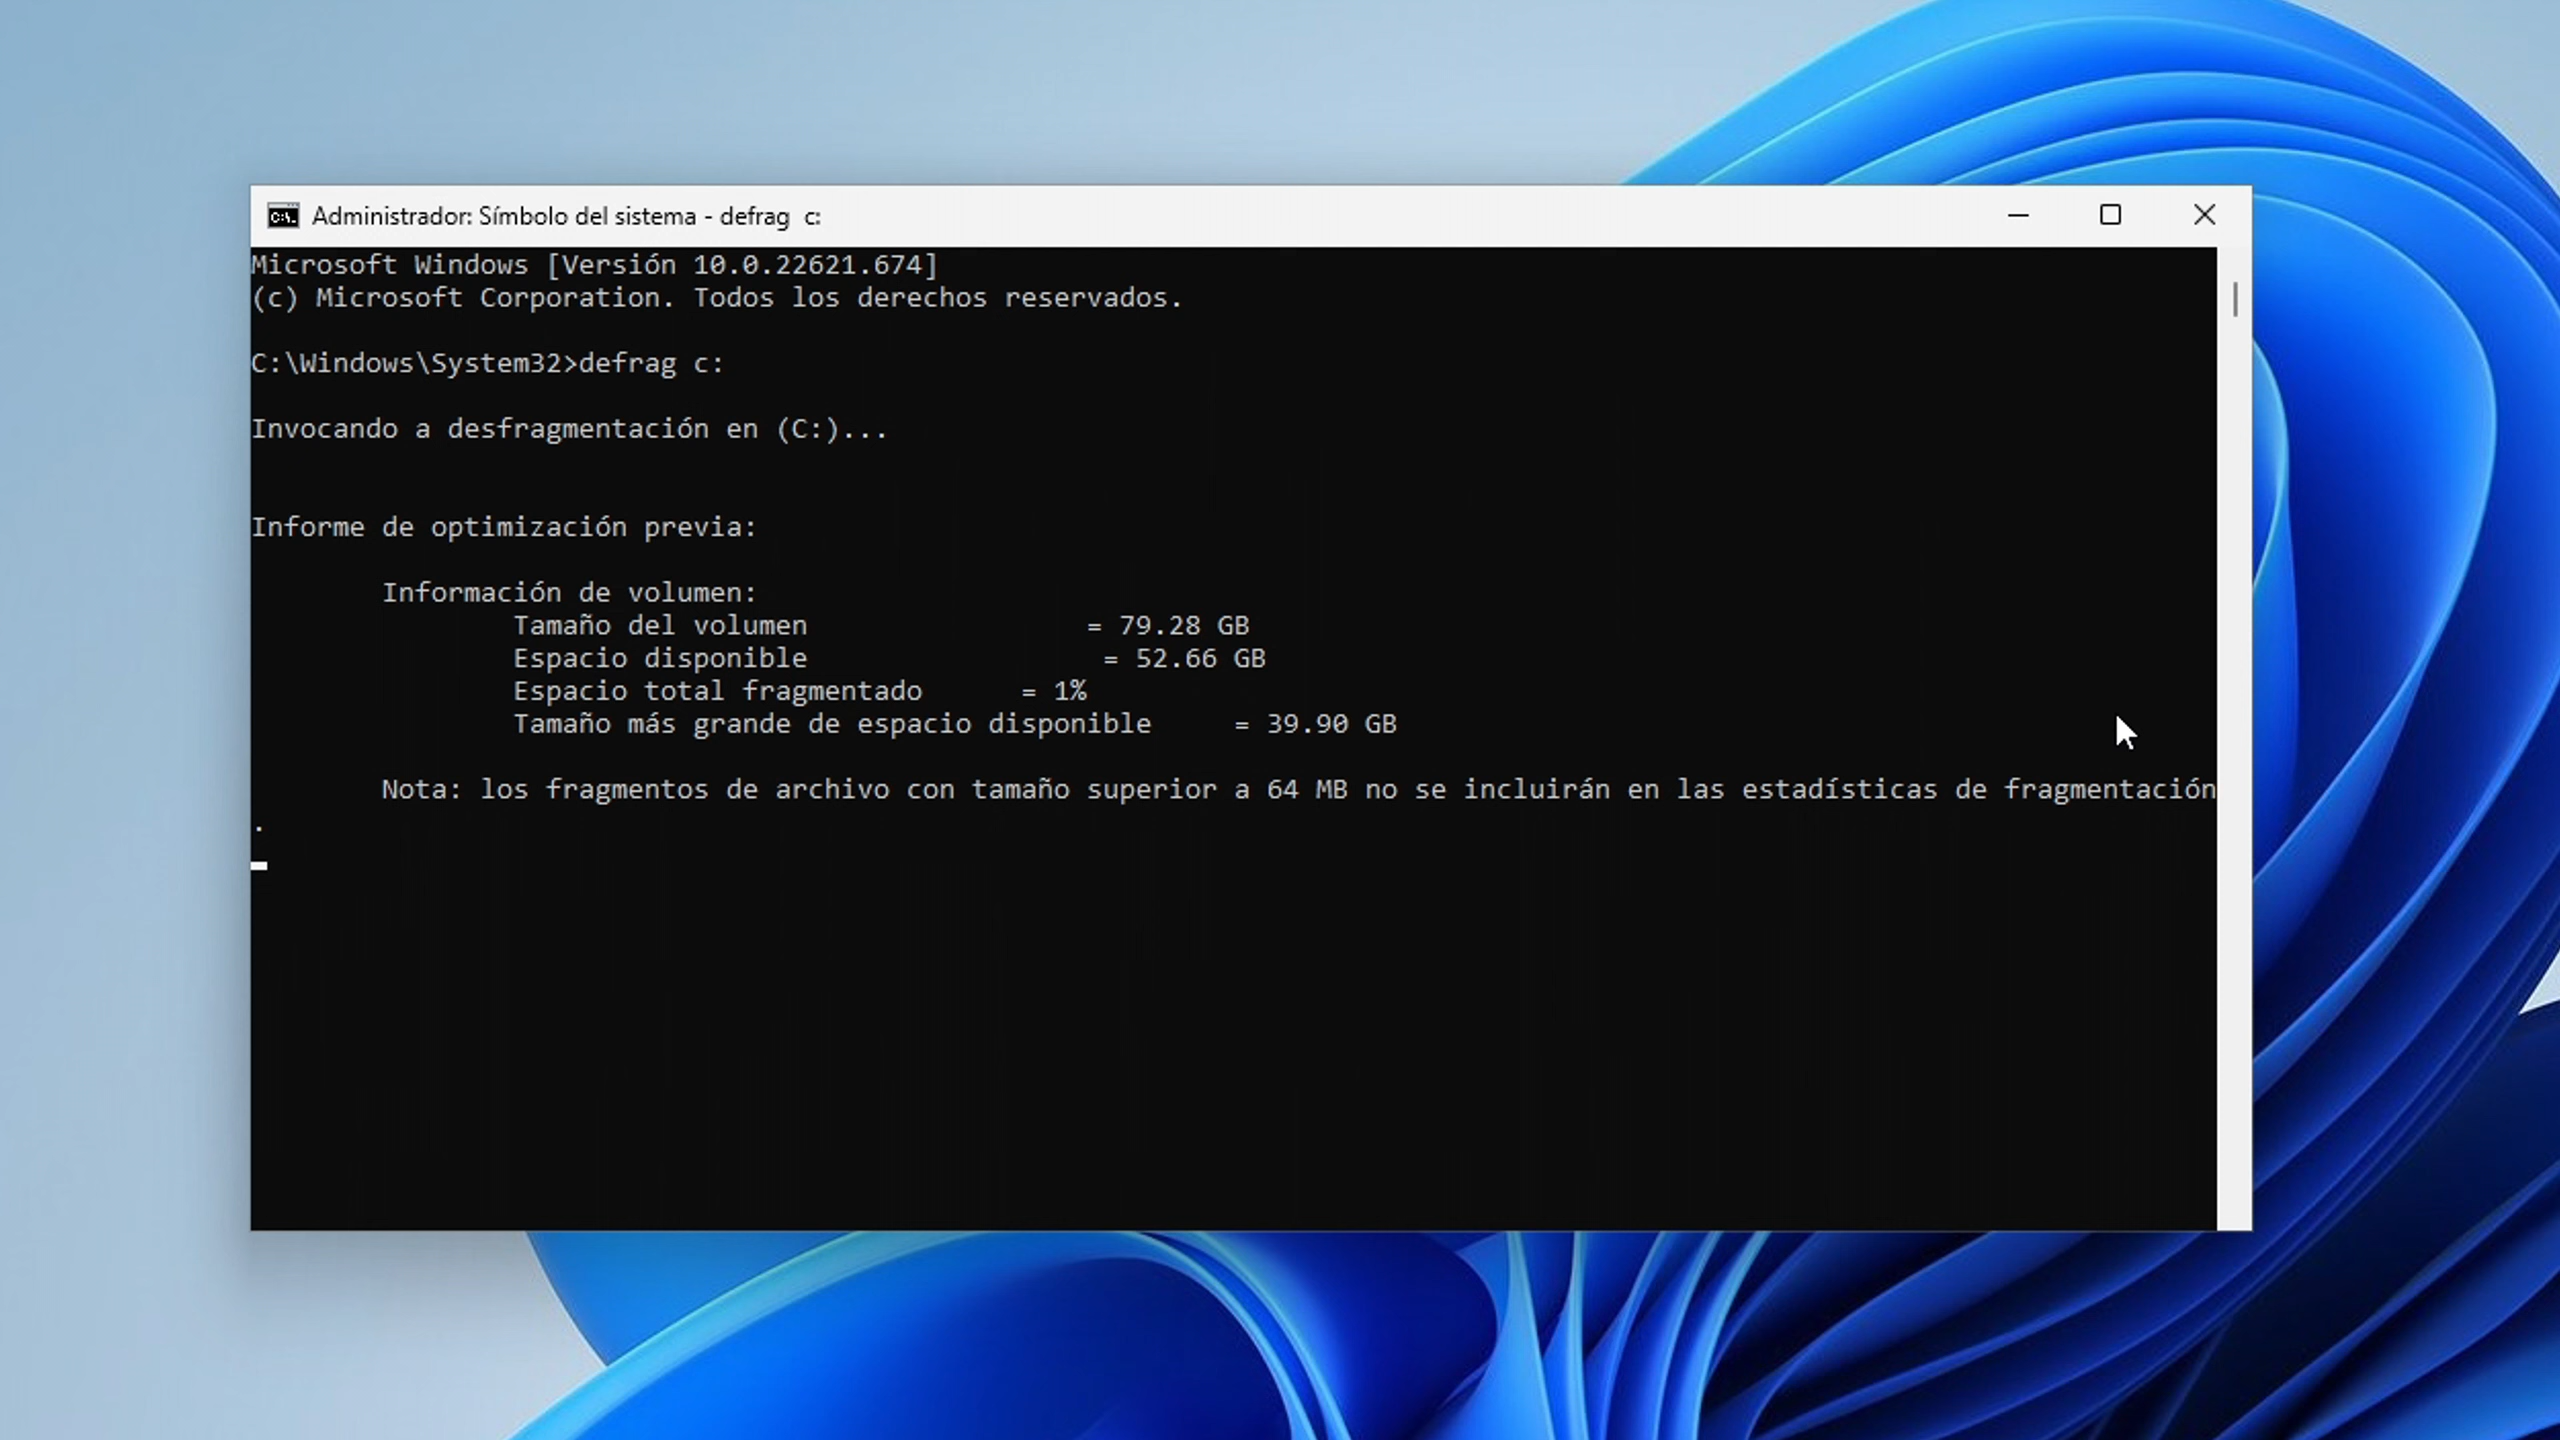 Administrador: Símbolo del sistema - defrag  c:
Microsoft Windows [Versión 10.0.22621.674]
(c) Microsoft Corporation. Todos los derechos reservados.
C:\Windows\System32>defrag c:
Invocando a desfragmentación en (C:)...
Informe de optimización previa:
Información de volumen:
Tamaño del volumen = 79.28 GB
Espacio disponible = 52.66 GB
Espacio total fragmentado = 1%
Tamaño más grande de espacio disponible = 39.90 GB
Nota: los fragmentos de archivo con tamaño superior a 64 MB no se incluirán en las estadísticas de fragmentación
.